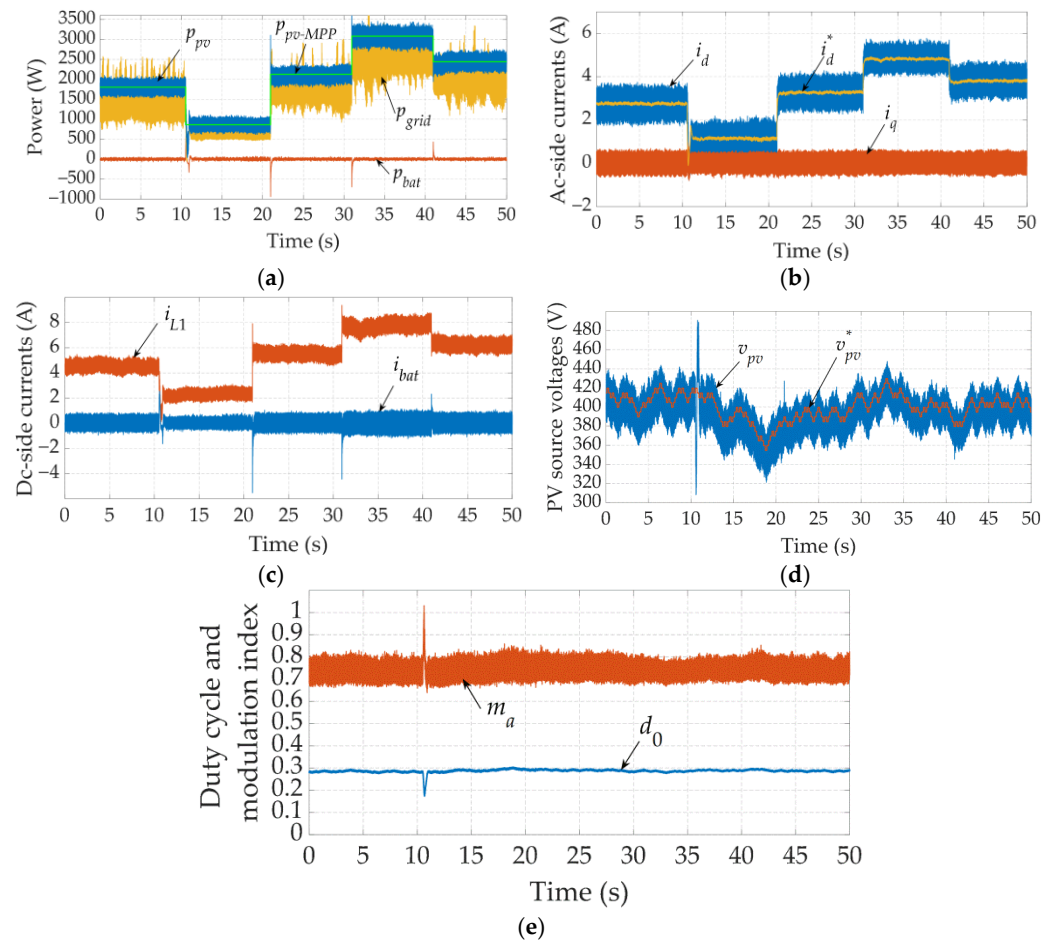 Power (W)
3500
3000
2500
2000
1500
1000
500
0
−500
−1000
p_pv
p_pv-MPP
p_grid
p_bat
0 5 10 15 20 25 30 35 40 45 50
Time (s)
(a)
Ac-side currents (A)
6
4
2
0
−2
i_d
i_d^*
i_q
0 5 10 15 20 25 30 35 40 45 50
Time (s)
(b)
Dc-side currents (A)
8
6
4
2
0
−2
−4
i_L1
i_bat
0 5 10 15 20 25 30 35 40 45 50
Time (s)
(c)
PV source voltages (V)
480
460
440
420
400
380
360
340
320
300
v_pv
v_pv^*
0 5 10 15 20 25 30 35 40 45 50
Time (s)
(d)
Duty cycle and
modulation index
1
0.9
0.8
0.7
0.6
0.5
0.4
0.3
0.2
0.1
0
m_a
d_0
0 5 10 15 20 25 30 35 40 45 50
Time (s)
(e)